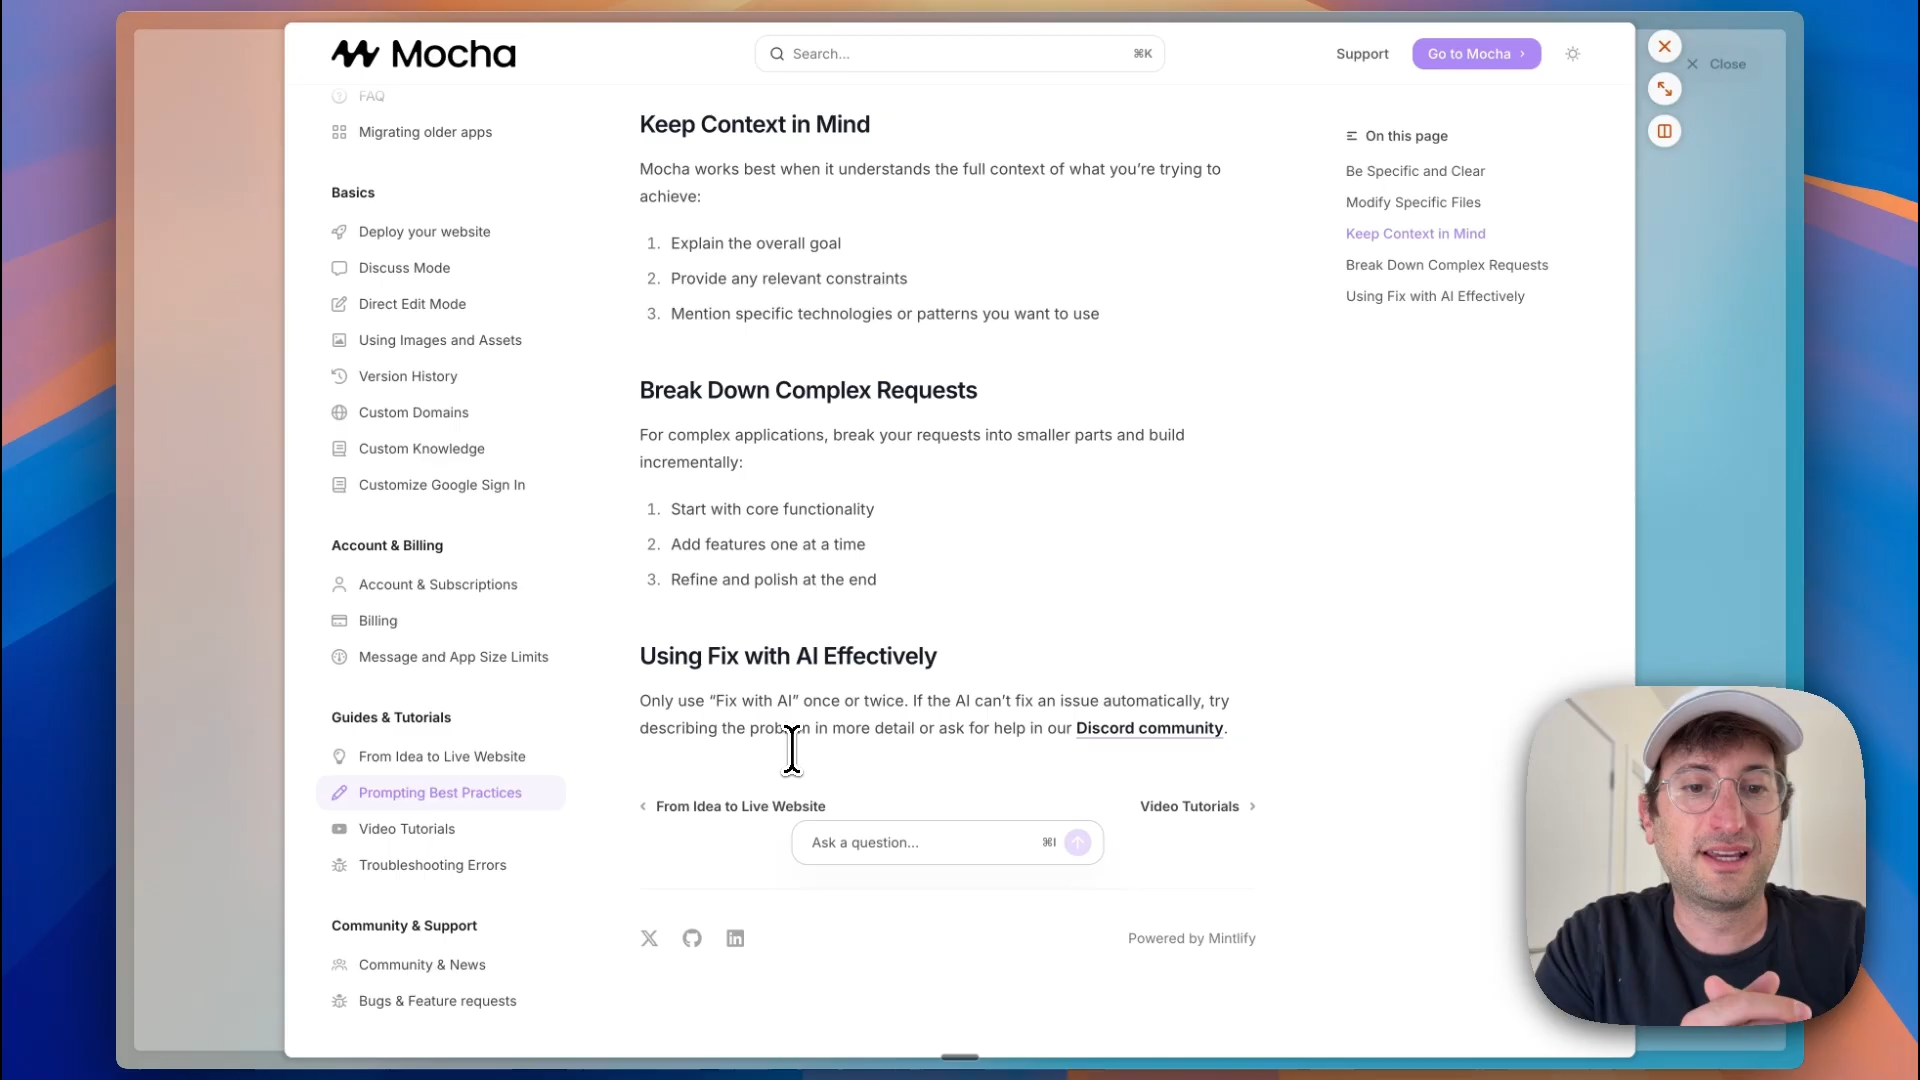 Mocha
Search...
⌘K
Support
Go to Mocha
Close
FAQ
Migrating older apps
Basics
Deploy your website
Discuss Mode
Direct Edit Mode
Using Images and Assets
Version History
Custom Domains
Custom Knowledge
Customize Google Sign In
Account & Billing
Account & Subscriptions
Billing
Message and App Size Limits
Guides & Tutorials
From Idea to Live Website
Prompting Best Practices
Video Tutorials
Troubleshooting Errors
Community & Support
Community & News
Bugs & Feature requests
Keep Context in Mind
Mocha works best when it understands the full context of what you’re trying to
achieve:
1. Explain the overall goal
2. Provide any relevant constraints
3. Mention specific technologies or patterns you want to use
Break Down Complex Requests
For complex applications, break your requests into smaller parts and build
incrementally:
1. Start with core functionality
2. Add features one at a time
3. Refine and polish at the end
Using Fix with AI Effectively
Only use “Fix with AI” once or twice. If the AI can’t fix an issue automatically, try
describing the problem in more detail or ask for help in our Discord community.
From Idea to Live Website
Video Tutorials
Ask a question...
⌘I
Powered by Mintlify
On this page
Be Specific and Clear
Modify Specific Files
Keep Context in Mind
Break Down Complex Requests
Using Fix with AI Effectively